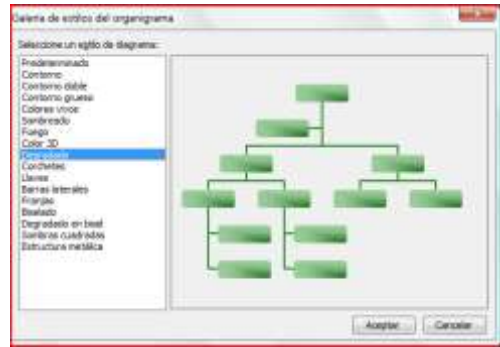 Galería de estilos del organigrama
Seleccione un estilo de diagrama:
Predeterminado
Contorno
Contorno doble
Contorno grueso
Colores vivos
Sombreado
Fuego
Color 3D
Degradado
Corchetes
Llaves
Barras laterales
Franjas
Biselado
Degradado en bisel
Sombras cuadradas
Estructura metálica
Aceptar
Cancelar